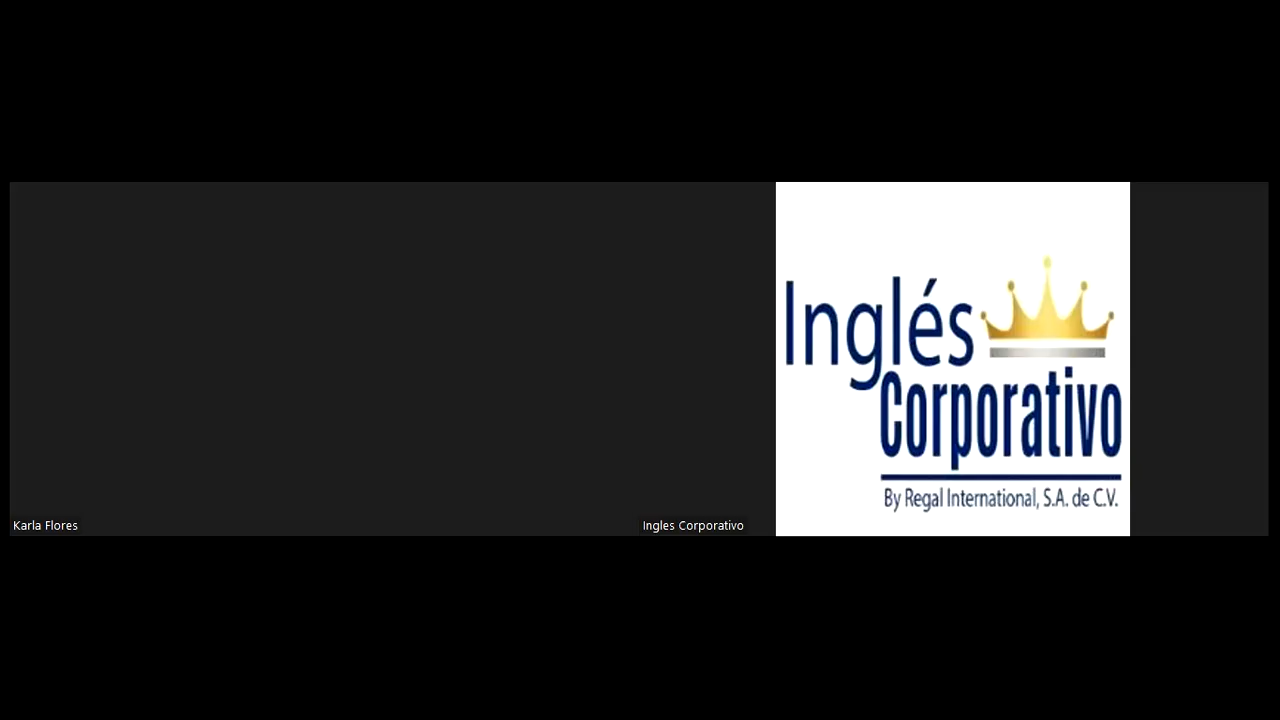 Inglés
Corporativo
By Regal International, S.A. de C.V.
Karla Flores
Ingles Corporativo